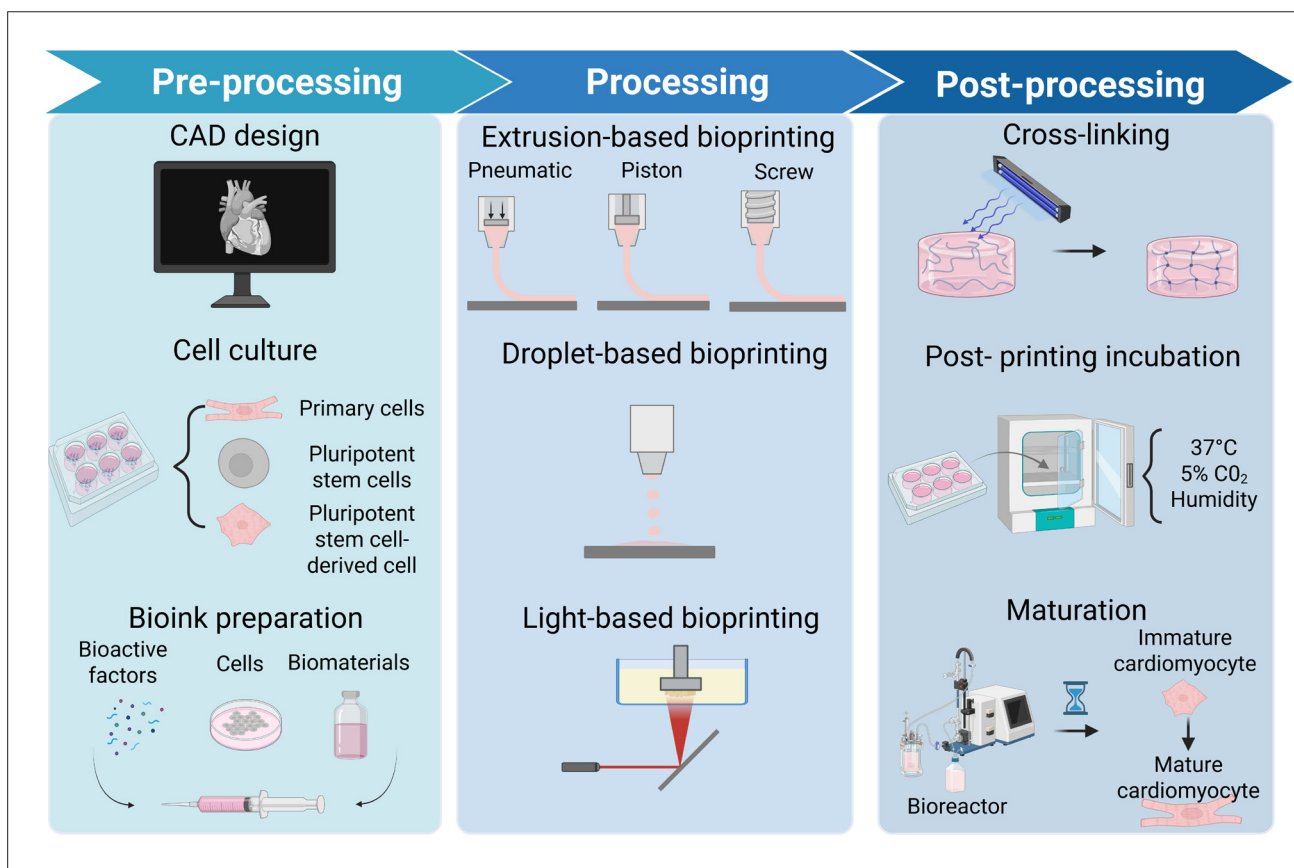 Pre-processing
Processing
Post-processing
CAD design
Cell culture
Primary cells
Pluripotent
stem cells
Pluripotent
stem cell-
derived cell
Bioink preparation
Bioactive
factors
Cells
Biomaterials
Extrusion-based bioprinting
Pneumatic
Piston
Screw
Droplet-based bioprinting
Light-based bioprinting
Cross-linking
Post- printing incubation
37°C
5% C0₂
Humidity
Maturation
Immature
cardiomyocyte
Mature
cardiomyocyte
Bioreactor